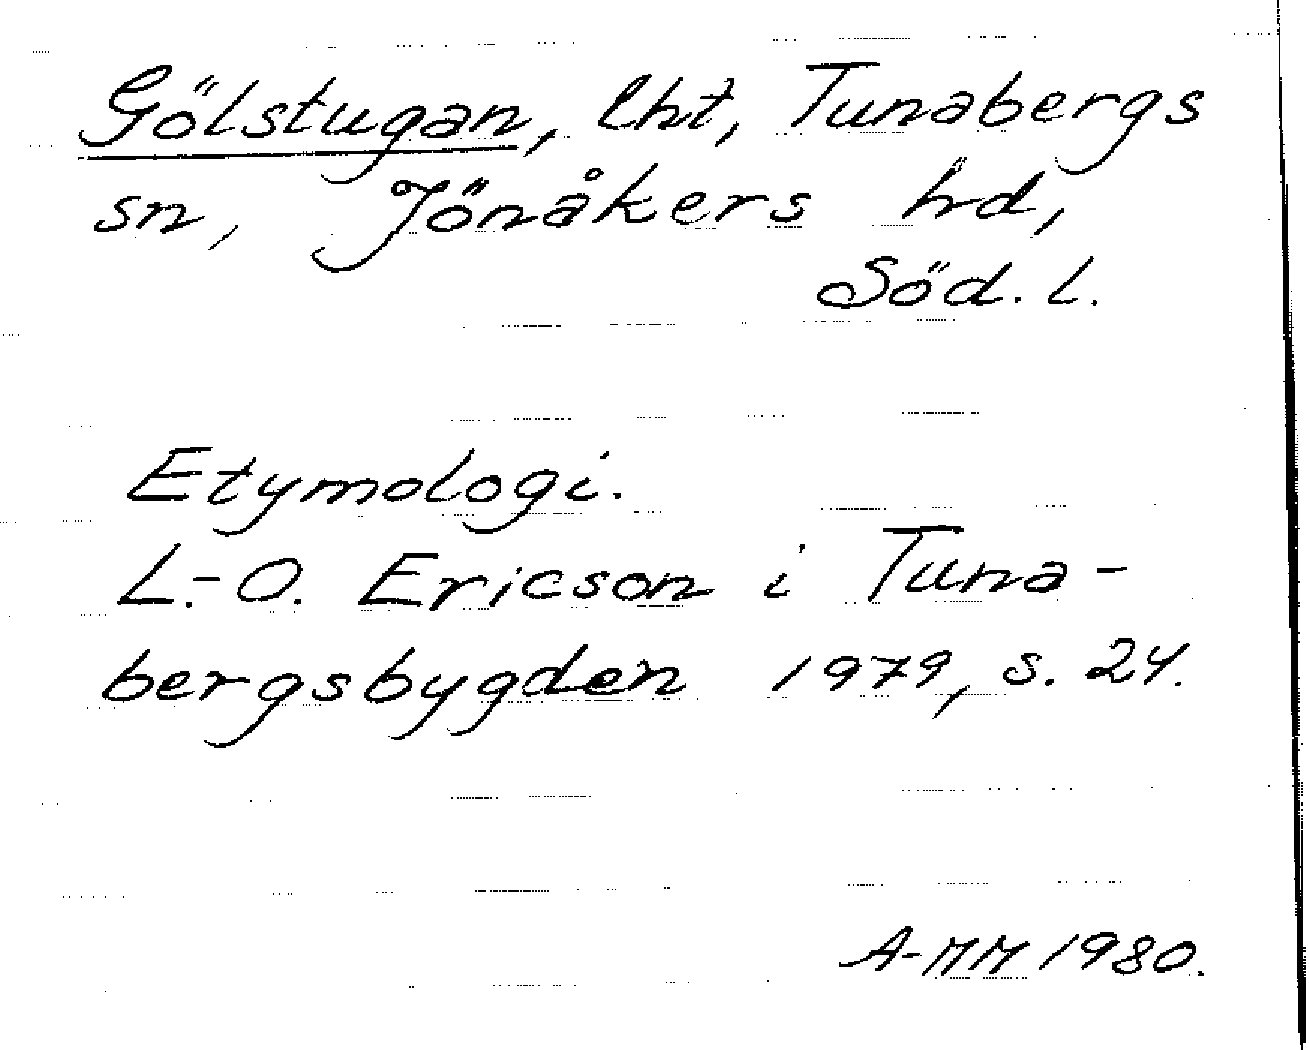 Gölstugan, lht, Tunabergs
sn, Jönåkers hd,
Söd. l.
Etymologi.
L.-O. Ericson i Tuna-
bergsbygden 1979, s. 24.
A-MM 1980.